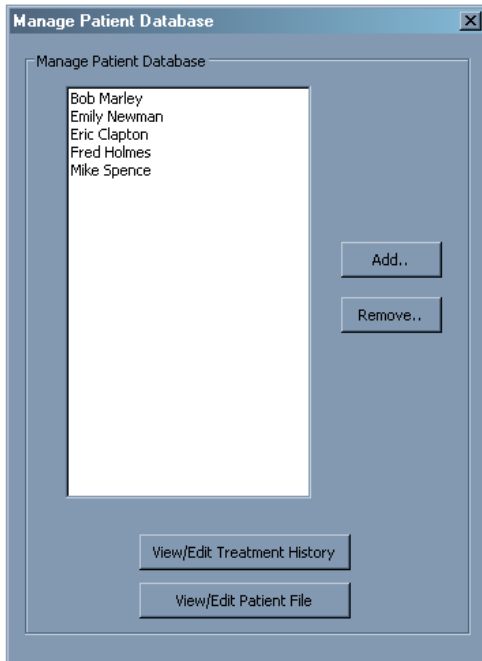 Manage Patient Database
Manage Patient Database
Bob Marley
Emily Newman
Eric Clapton
Fred Holmes
Mike Spence
Add..
Remove..
View/Edit Treatment History
View/Edit Patient File